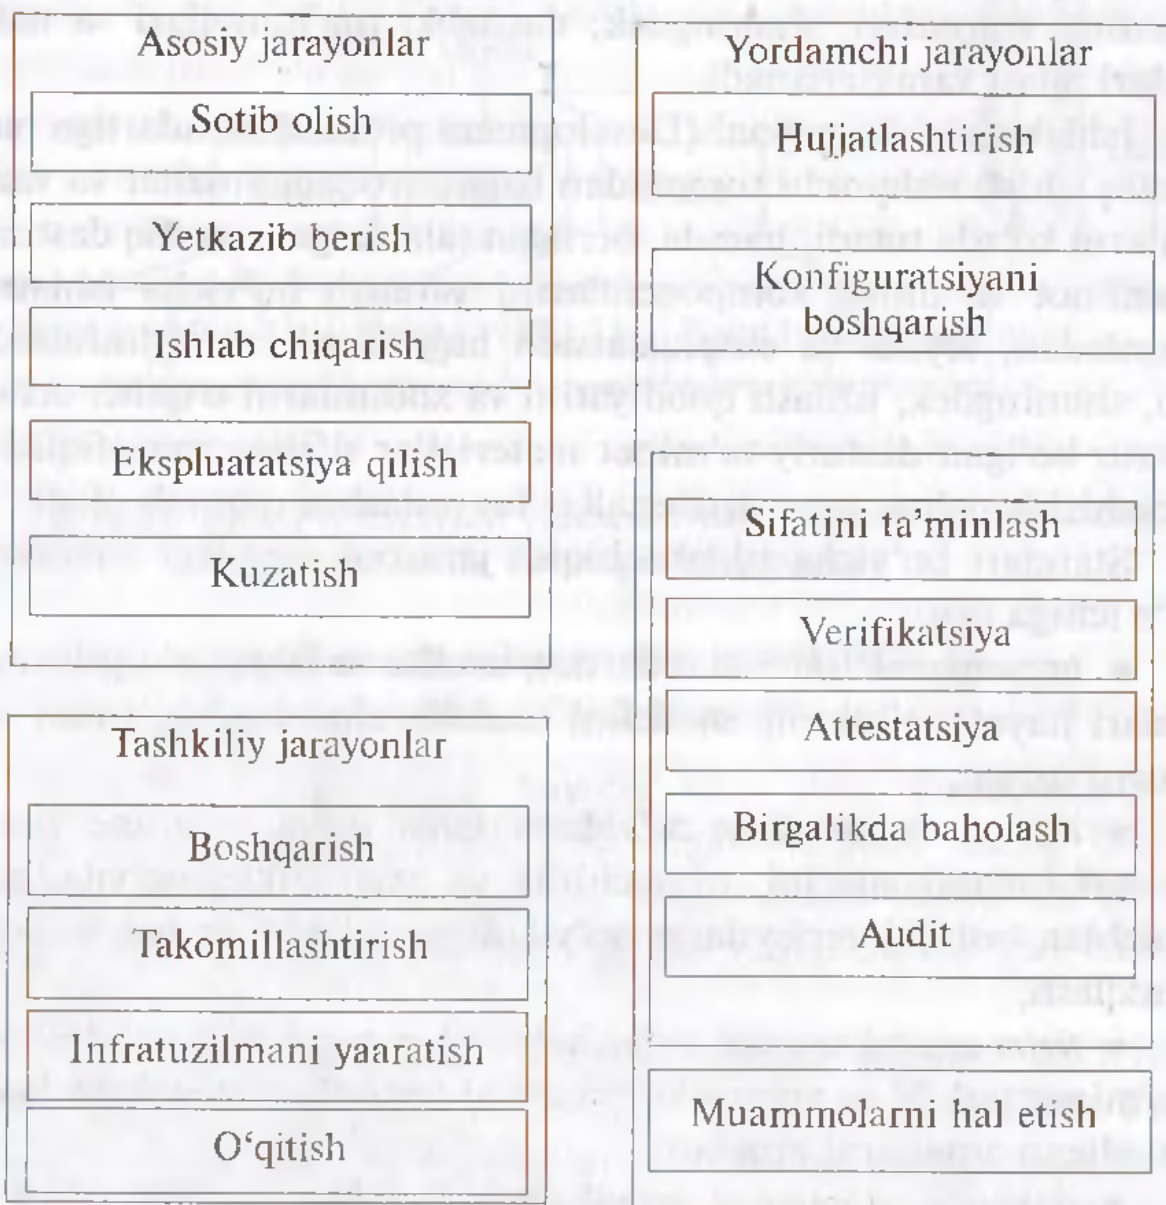 Asosiy jarayonlar
Sotib olish
Yetkazib berish
Ishlab chiqarish
Ekspluatatsiya qilish
Kuzatish
Tashkiliy jarayonlar
Boshqarish
Takomillashtirish
Infratuzilmani yaaratish
O‘qitish
Yordamchi jarayonlar
Hujjatlashtirish
Konfiguratsiyani
boshqarish
Sifatini ta’minlash
Verifikatsiya
Attestatsiya
Birgalikda baholash
Audit
Muammolarni hal etish